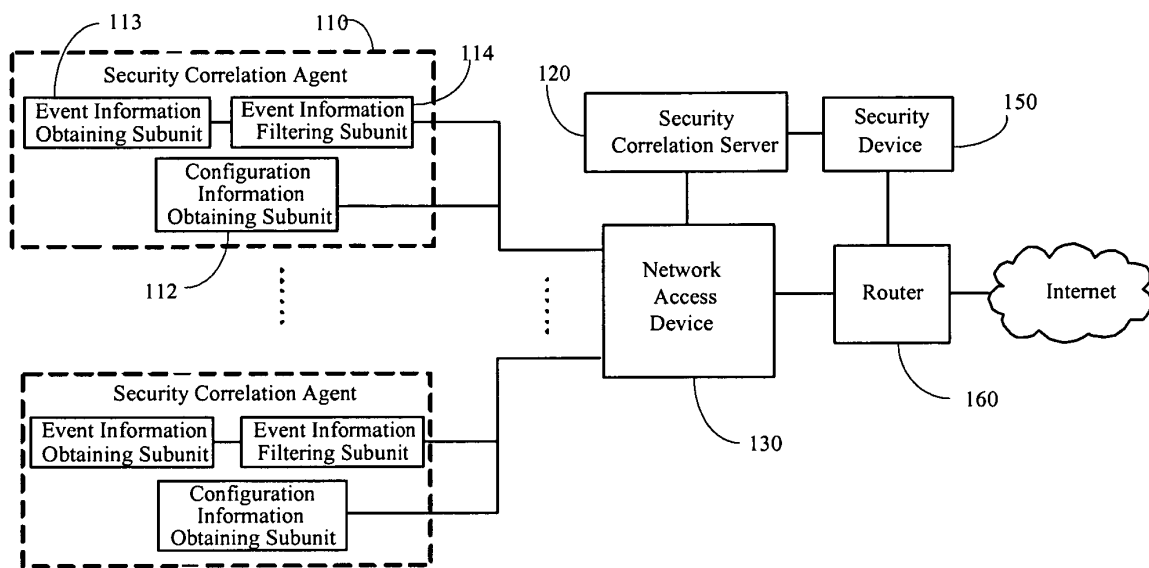 113
110
114
Security Correlation Agent
Event Information
Obtaining Subunit
Event Information
Filtering Subunit
Configuration
Information
Obtaining Subunit
112
120
Security
Correlation Server
Security
Device
150
Network
Access
Device
Router
Internet
160
130
Security Correlation Agent
Event Information
Obtaining Subunit
Event Information
Filtering Subunit
Configuration
Information
Obtaining Subunit